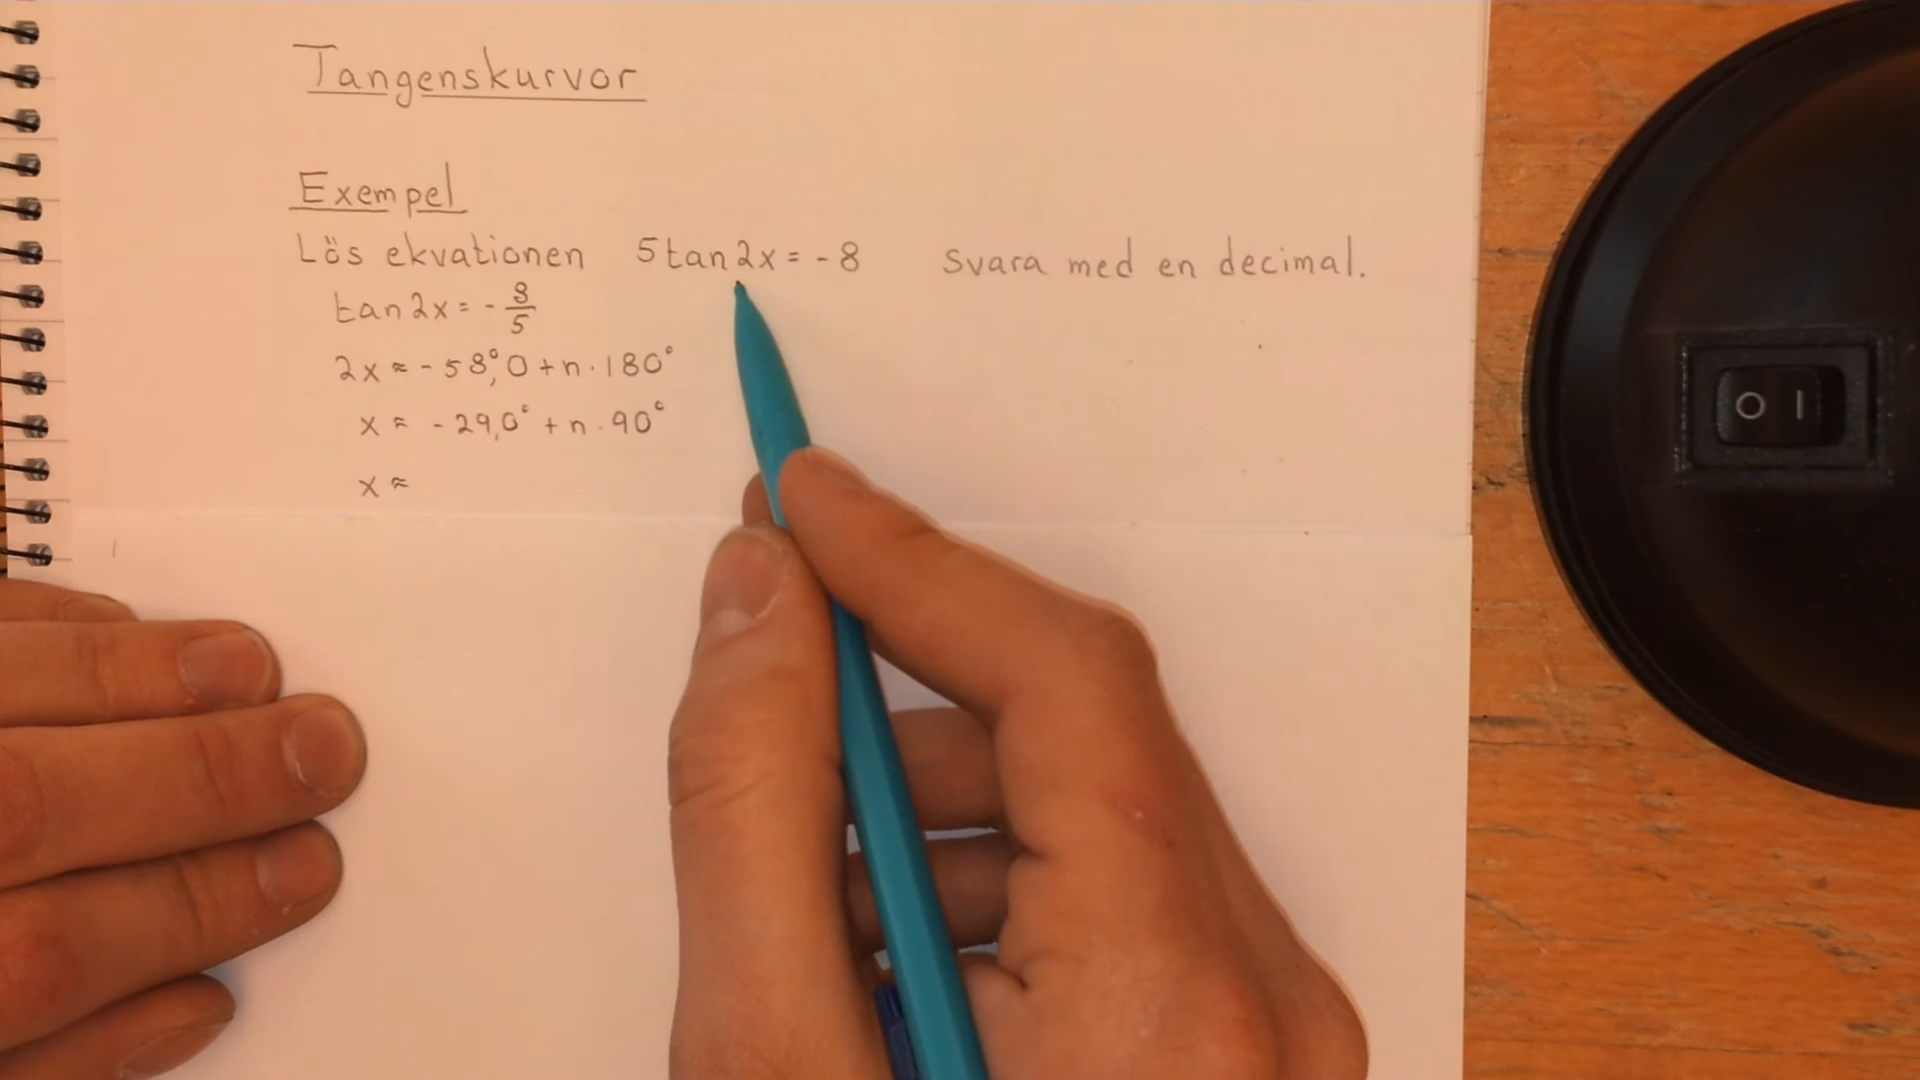 Tangenskurvor
Exempel
Lös ekvationen 5tan2x = -8 svara med en decimal.
tan2x = - 8/5
2x ≈ -58,°0 + n·180°
x ≈ -29,0° + n·90°
x ≈
O I